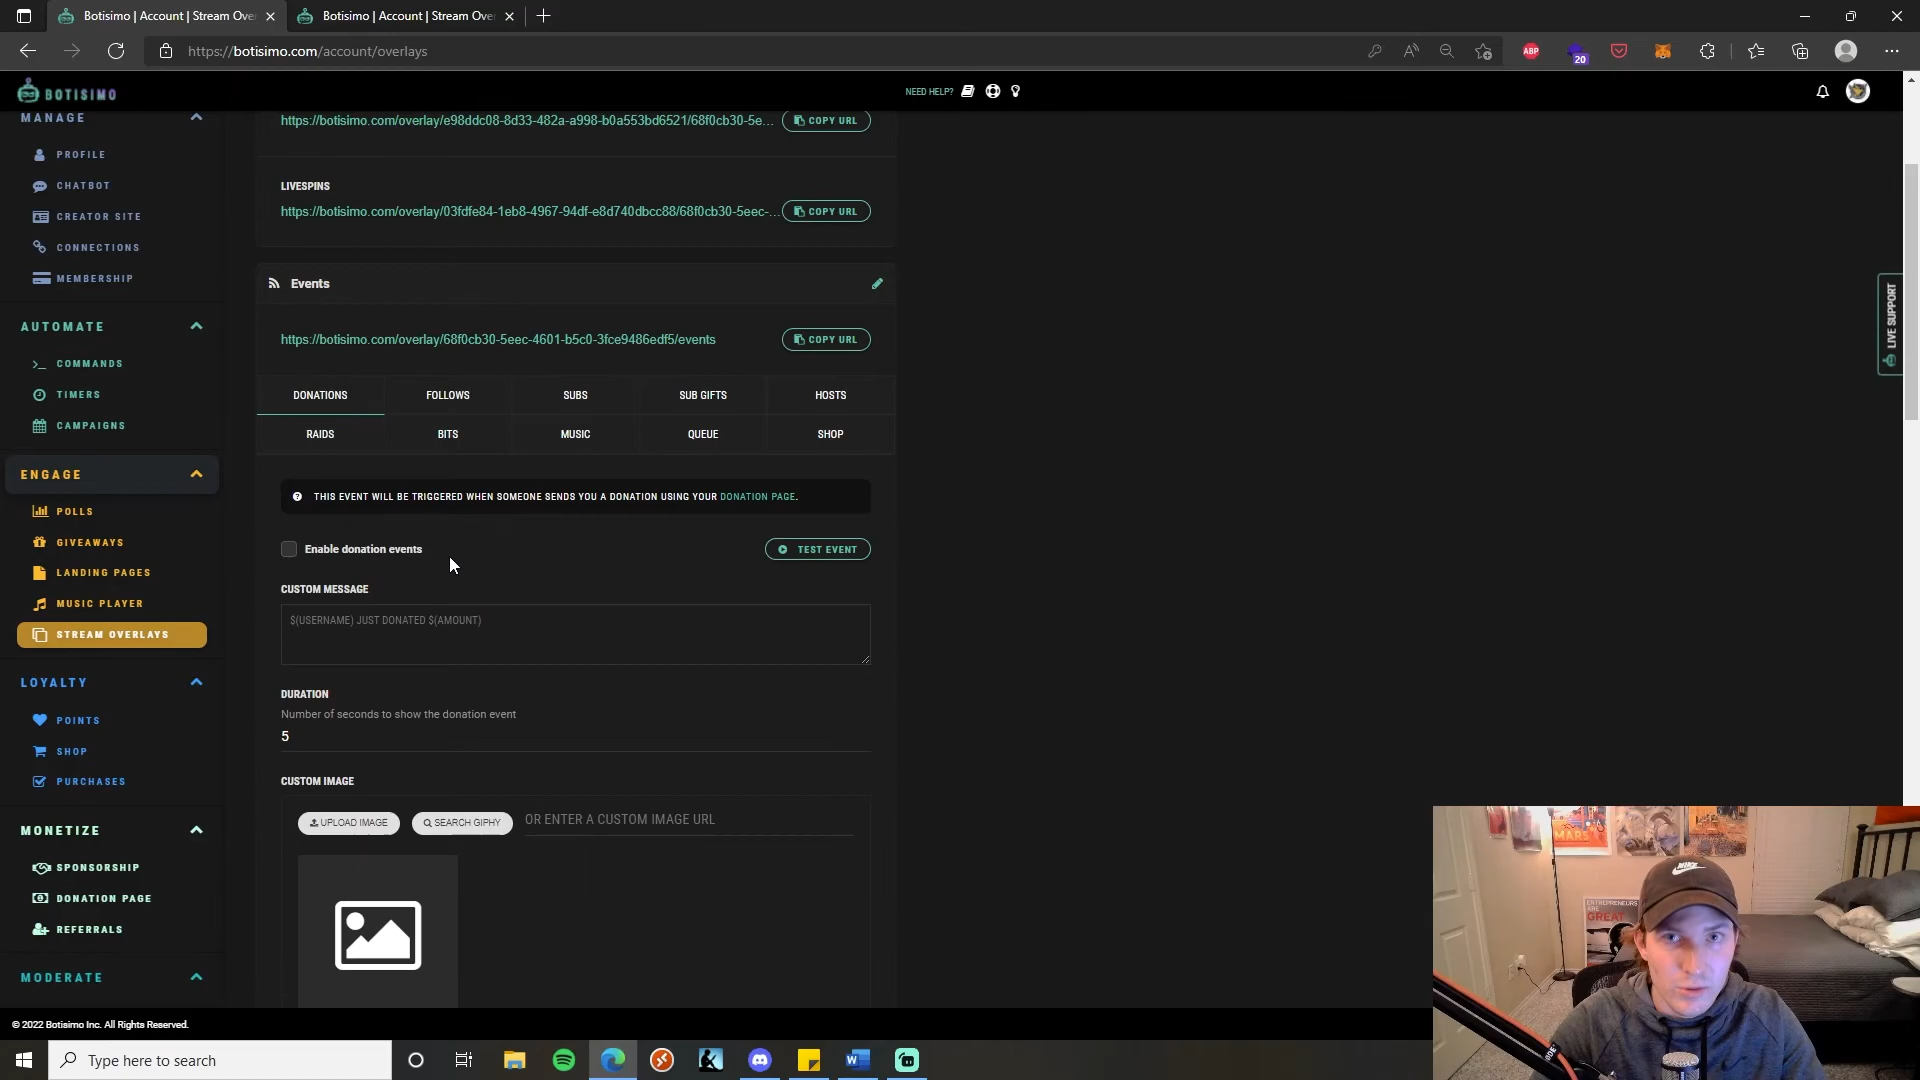 Botisimo | Account | Stream Over
Botisimo | Account | Stream Over
https://botisimo.com/account/overlays
ABP
20
BOTISIMO
NEED HELP?
MANAGE
PROFILE
CHATBOT
CREATOR SITE
CONNECTIONS
MEMBERSHIP
AUTOMATE
COMMANDS
TIMERS
CAMPAIGNS
ENGAGE
POLLS
GIVEAWAYS
LANDING PAGES
MUSIC PLAYER
STREAM OVERLAYS
LOYALTY
POINTS
SHOP
PURCHASES
MONETIZE
SPONSORSHIP
DONATION PAGE
REFERRALS
MODERATE
© 2022 Botisimo Inc. All Rights Reserved.
https://botisimo.com/overlay/e98ddc08-8d33-482a-a998-b0a553bd6521/68f0cb30-5e...
COPY URL
LIVESPINS
https://botisimo.com/overlay/03fdfe84-1eb8-4967-94df-e8d740dbcc88/68f0cb30-5eec-...
COPY URL
Events
https://botisimo.com/overlay/68f0cb30-5eec-4601-b5c0-3fce9486edf5/events
COPY URL
DONATIONS FOLLOWS SUBS SUB GIFTS HOSTS
RAIDS BITS MUSIC QUEUE SHOP
THIS EVENT WILL BE TRIGGERED WHEN SOMEONE SENDS YOU A DONATION USING YOUR DONATION PAGE.
Enable donation events
TEST EVENT
CUSTOM MESSAGE
$(USERNAME) JUST DONATED $(AMOUNT)
DURATION
Number of seconds to show the donation event
5
CUSTOM IMAGE
UPLOAD IMAGE
SEARCH GIPHY
OR ENTER A CUSTOM IMAGE URL
LIVE SUPPORT
MARS
ENTREPRENEURS
ARE
GREAT
Type here to search